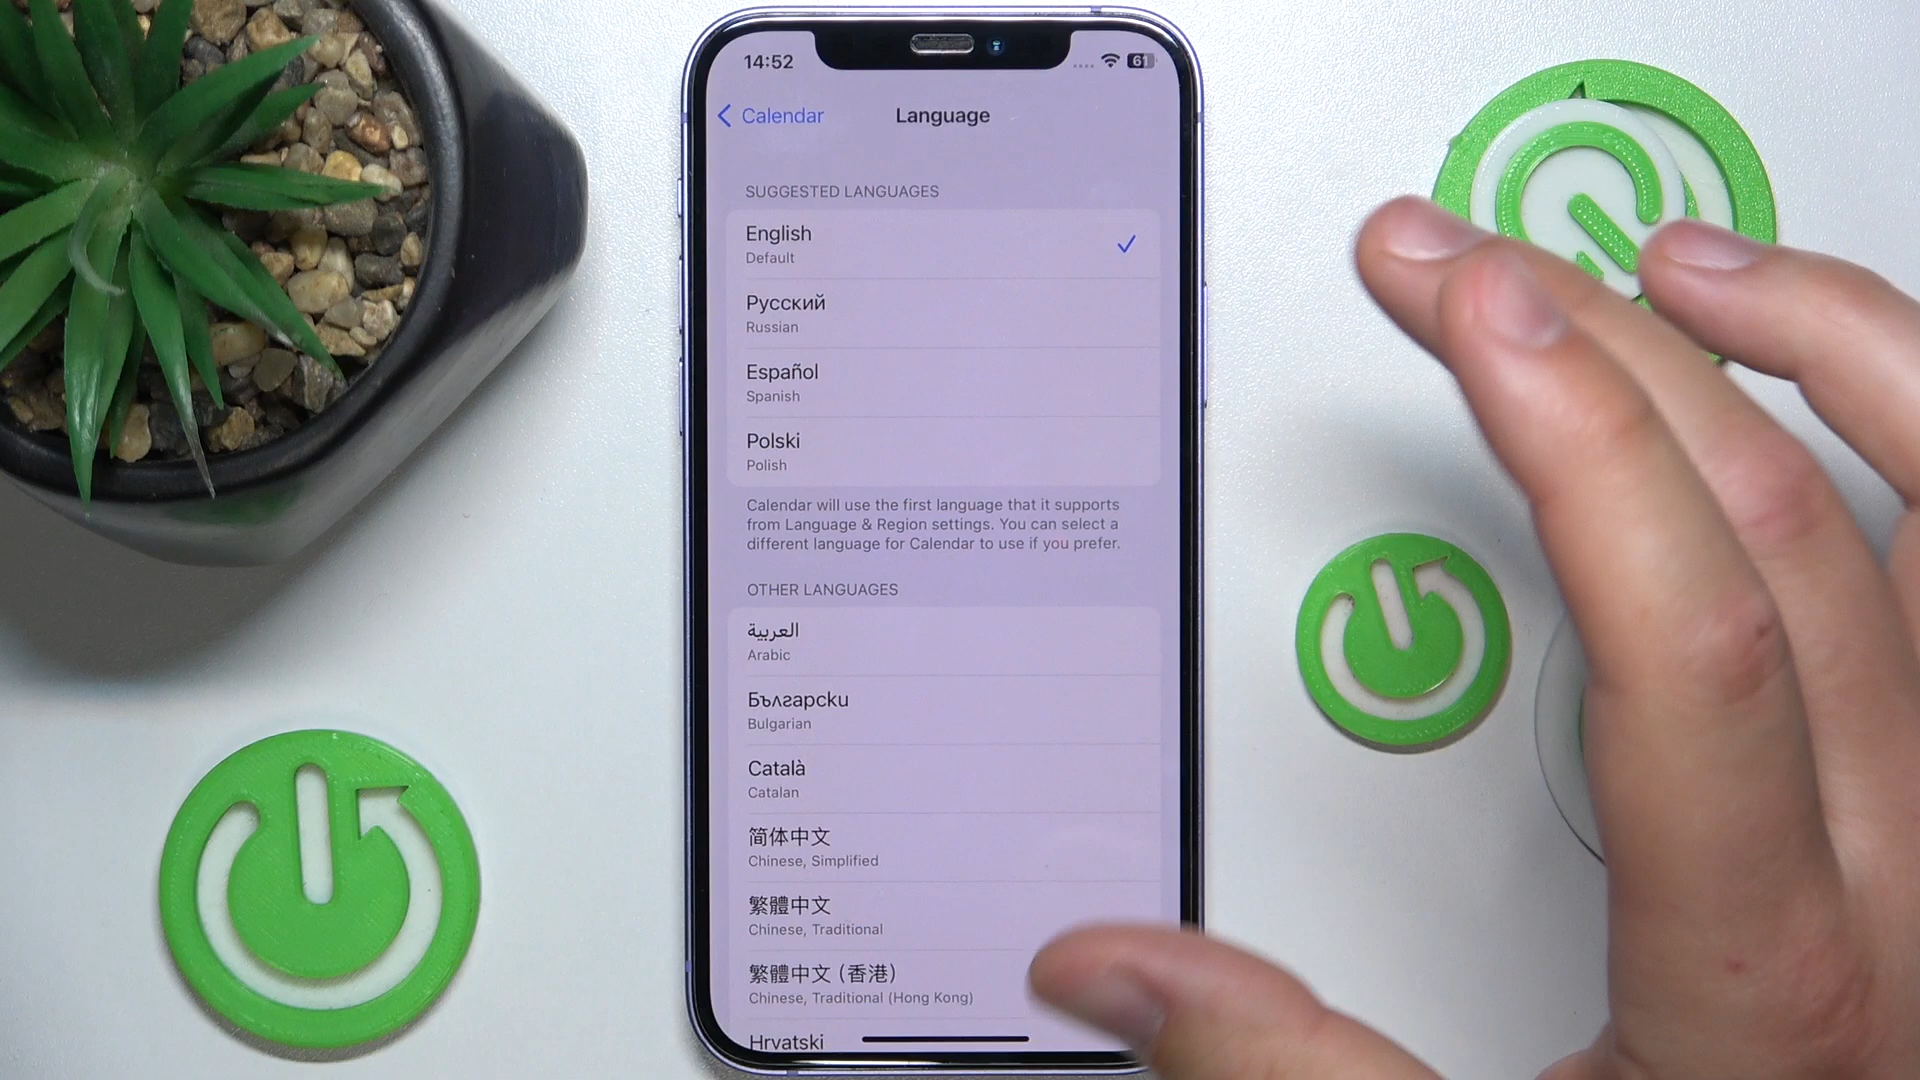 14:52
61
Calendar
Language
SUGGESTED LANGUAGES
English
Default
Русский
Russian
Español
Spanish
Polski
Polish
Calendar will use the first language that it supports
from Language & Region settings. You can select a
different language for Calendar to use if you prefer.
OTHER LANGUAGES
العربية
Arabic
Български
Bulgarian
Català
Catalan
简体中文
Chinese, Simplified
繁體中文
Chinese, Traditional
繁體中文 (香港)
Chinese, Traditional (Hong Kong)
Hrvatski